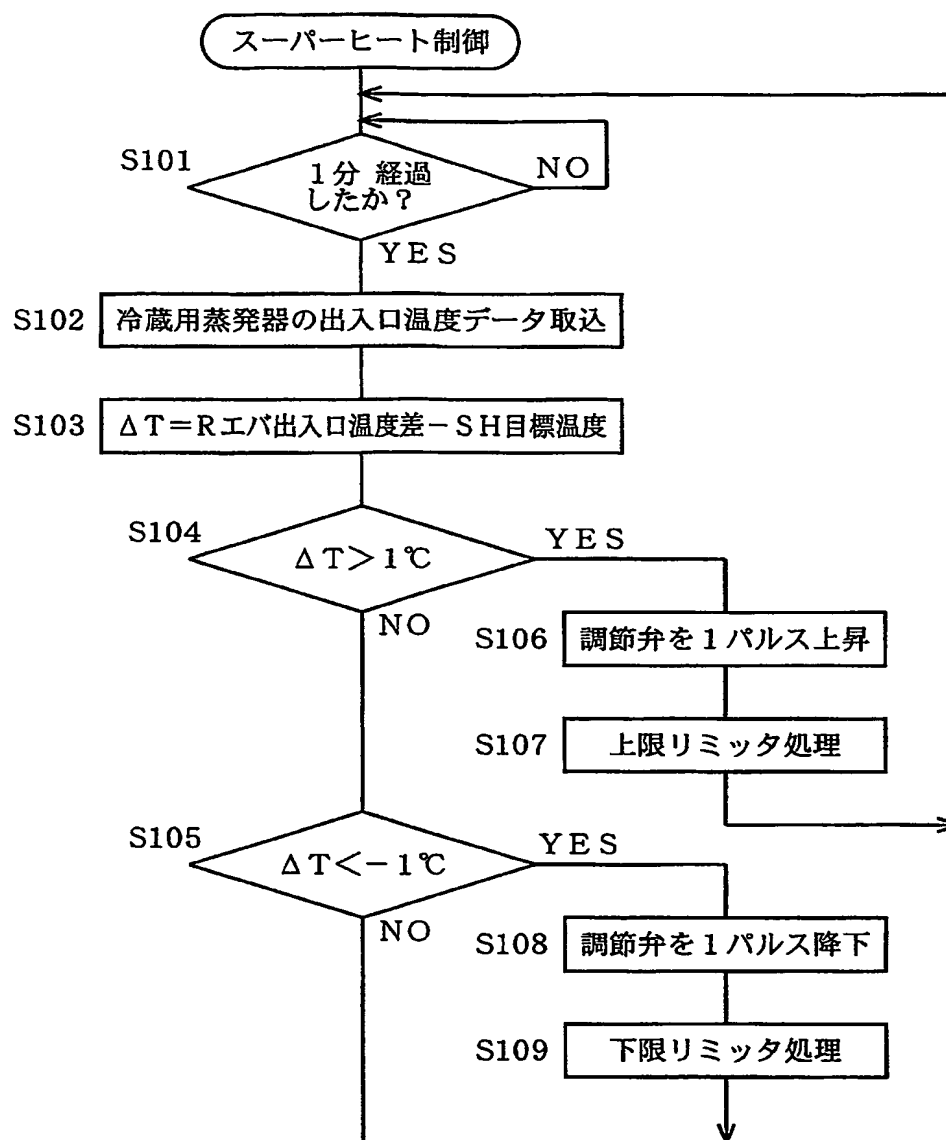 スーパーヒート制御
S101
1分 経過
したか？
NO
YES
S102
冷蔵用蒸発器の出入口温度データ取込
S103
ΔT＝Rエバ出入口温度差－SH目標温度
S104
ΔT＞1℃
YES
NO
S106
調節弁を1パルス上昇
S107
上限リミッタ処理
S105
ΔT＜－1℃
YES
NO
S108
調節弁を1パルス降下
S109
下限リミッタ処理